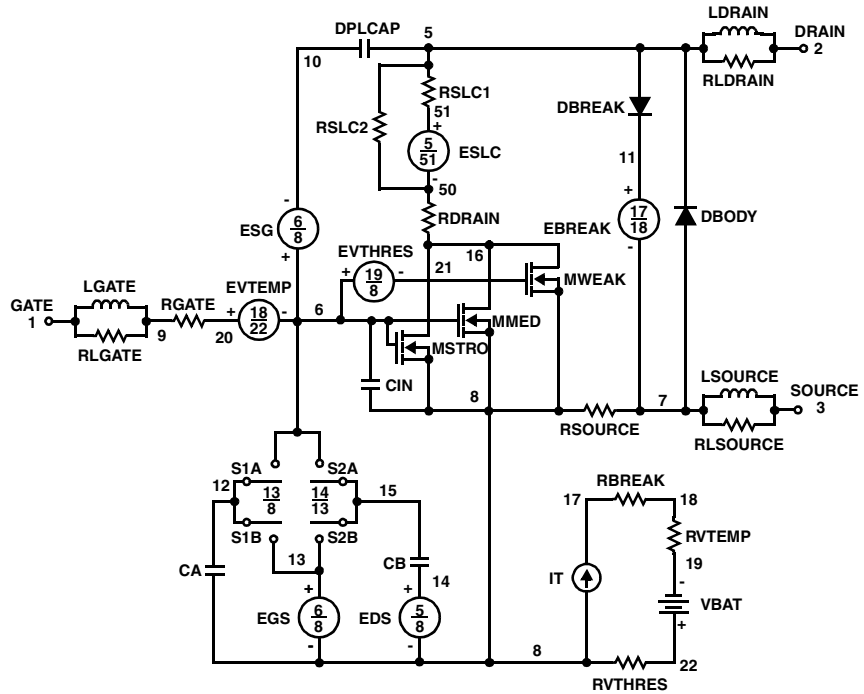 LDRAIN
DPLCAP 5 DRAIN
10 2
RLDRAIN
RSLC1
51
+
RSLC2
5
51
ESLC
-
50
DBREAK
11
+
17
18
EBREAK
-
DBODY
-
6
8
ESG
+
RDRAIN
EVTHRES
+ 19
8 -
16
21
MWEAK
LGATE
GATE
1
RLGATE
9
RGATE
20
EVTEMP
+ 18
22 -
6
MMED
MSTRO
CIN
8
RSOURCE
7
LSOURCE
SOURCE
3
RLSOURCE
S1A S2A
12
13
8
14
13
15
S1B S2B
13
CA
CB
14
+ +
EGS
6
8
EDS
5
8
- -
8
RBREAK
17 18
RVTEMP
19
IT
-
VBAT
+
22
RVTHRES